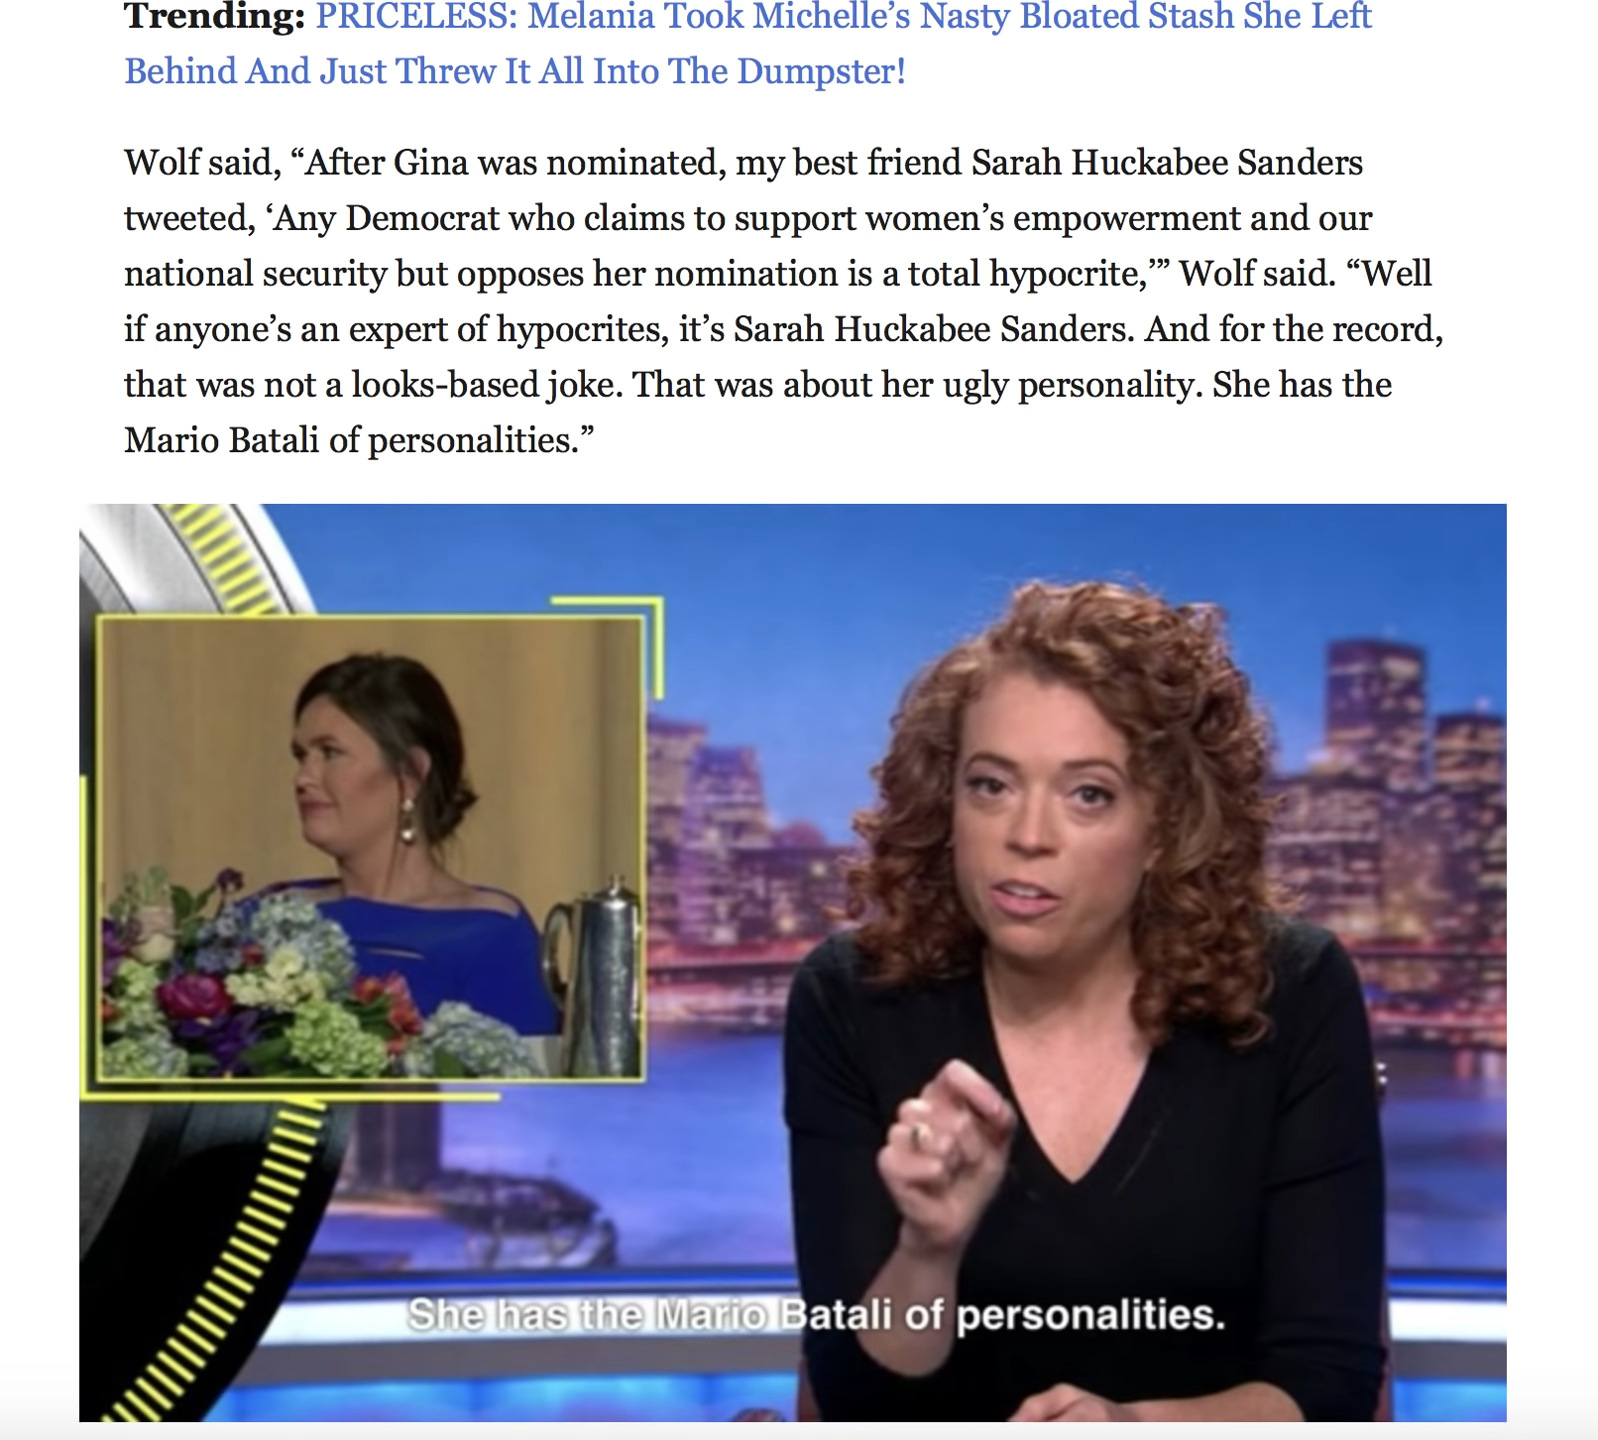 Trending: PRICELESS: Melania Took Michelle’s Nasty Bloated Stash She Left
Behind And Just Threw It All Into The Dumpster!
Wolf said, “After Gina was nominated, my best friend Sarah Huckabee Sanders
tweeted, ‘Any Democrat who claims to support women’s empowerment and our
national security but opposes her nomination is a total hypocrite,’” Wolf said. “Well
if anyone’s an expert of hypocrites, it’s Sarah Huckabee Sanders. And for the record,
that was not a looks-based joke. That was about her ugly personality. She has the
Mario Batali of personalities.”
She has the Mario Batali of personalities.